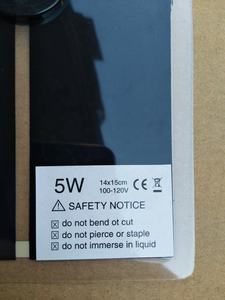 5W 14x15cm
100-120V CE
⚠ SAFETY NOTICE
☒ do not bend ot cut
☒ do not pierce or staple
☒ do not immerse in liquid